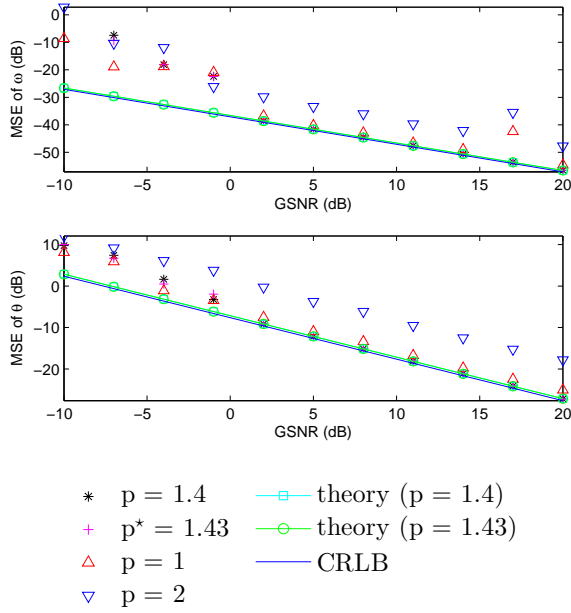 MSE of ω (dB)
0
−10
−20
−30
−40
−50
−10 −5 0 5 10 15 20
GSNR (dB)
MSE of θ (dB)
10
0
−10
−20
−10 −5 0 5 10 15 20
GSNR (dB)
p = 1.4
p⋆ = 1.43
p = 1
p = 2
theory (p = 1.4)
theory (p = 1.43)
CRLB